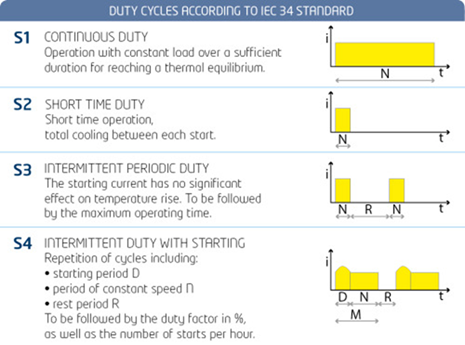 DUTY CYCLES ACCORDING TO IEC 34 STANDARD
S1 CONTINUOUS DUTY
Operation with constant load over a sufficient
duration for reaching a thermal equilibrium.
i
N
t
S2 SHORT TIME DUTY
Short time operation,
total cooling between each start.
i
N
t
S3 INTERMITTENT PERIODIC DUTY
The starting current has no significant
effect on temperature rise. To be followed
by the maximum operating time.
i
N R N t
S4 INTERMITTENT DUTY WITH STARTING
Repetition of cycles including:
• starting period D
• period of constant speed N
• rest period R
To be followed by the duty factor in %,
as well as the number of starts per hour.
i
D N R t
M